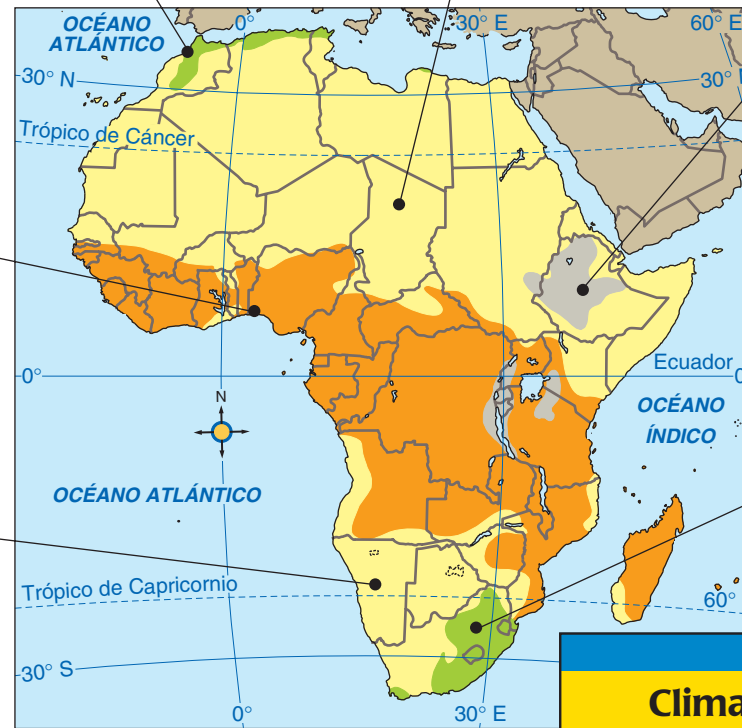 OCÉANO
ATLÁNTICO
0°
30° E
60° E
30° N
30°
Trópico de Cáncer
Ecuador
0°
0
N
OCÉANO
ÍNDICO
OCÉANO ATLÁNTICO
Trópico de Capricornio
60°
30° S
0°
30° E
Clima